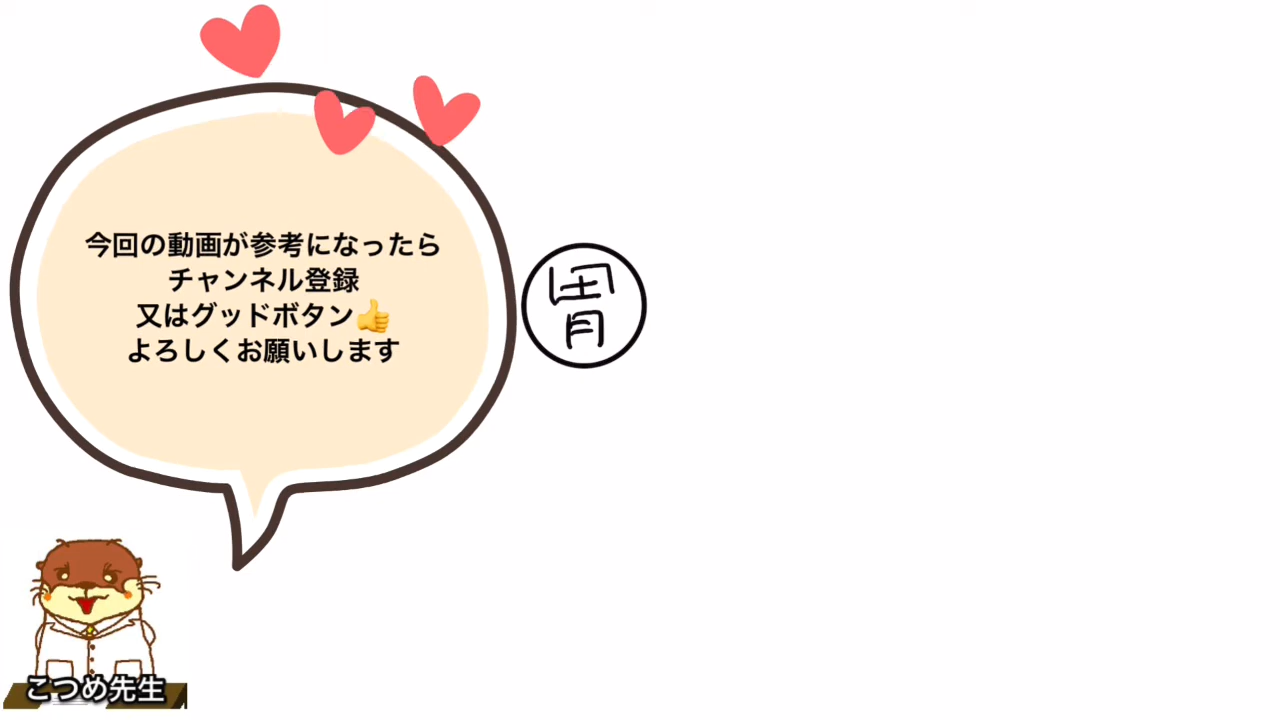 今回の動画が参考になったら
チャンネル登録
又はグッドボタン👍
よろしくお願いします
胃
こつめ先生